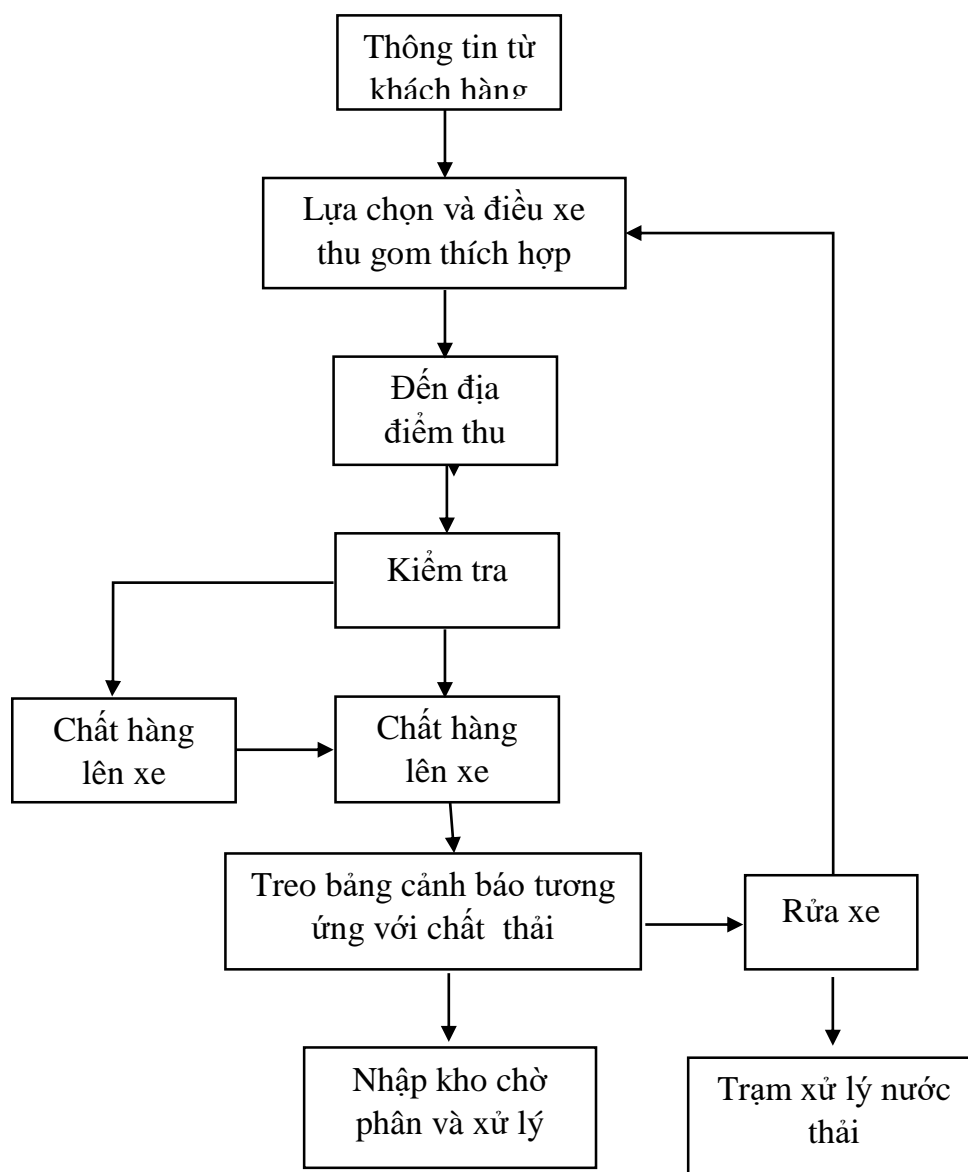 Thông tin từ
khách hàng
Lựa chọn và điều xe
thu gom thích hợp
Đến địa
điểm thu
Kiểm tra
Chất hàng
lên xe
Chất hàng
lên xe
Treo bảng cảnh báo tương
ứng với chất thải
Rửa xe
Nhập kho chờ
phân và xử lý
Trạm xử lý nước
thải